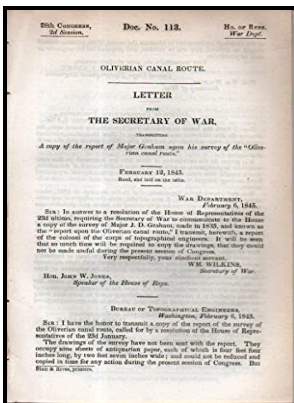 28th Congress,
2d Session.
Doc. No. 113.
Ho. of Reps.
War Dept.
OLIVERIAN CANAL ROUTE.
LETTER
FROM
THE SECRETARY OF WAR,
TRANSMITTING
A copy of the report of Major Graham upon his survey of the "Oliverian canal route."
February 12, 1845.
Read, and laid on the table.
War Department,
February 6, 1845.
Sir: In answer to a resolution of the House of Representatives of the
23d ultimo, requiring the Secretary of War to communicate to the House
a copy of the survey of Major J. D. Graham, made in 1835, and known as
the "report upon the Oliverian canal route," I transmit, herewith, a report
of the colonel of the corps of topographical engineers. It will be seen
that so much time will be required to copy the drawings, that they could
not be made useful during the present session of Congress.
Very respectfully, your obedient servant.
WM. WILKINS,
Secretary of War.
Hon. John W. Jones,
Speaker of the House of Reps.
Bureau of Topographical Engineers,
Washington, February 6, 1845.
Sir: I have the honor to transmit a copy of the report of the survey of
the Oliverian canal route, called for by a resolution of the House of Repre-
sentatives of the 23d January.
The drawings of the survey have not been sent with the report. They
occupy nine sheets of antiquarian paper, each of which is four feet four
inches long, by two feet seven inches wide; and could not be reduced and
copied in time for any action during the present session of Congress. But
Blair & Rives, printers.